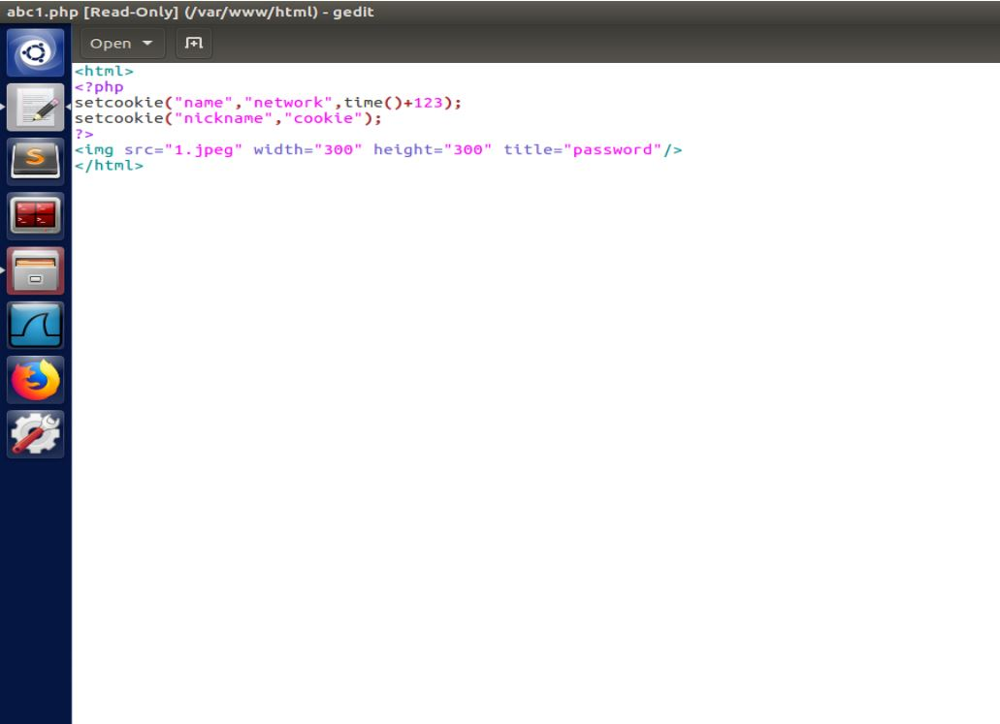 abc1.php [Read-Only] (/var/www/html) - gedit
Open
<html>
<?php
setcookie("name","network",time()+123);
setcookie("nickname","cookie");
?>
<img src="1.jpeg" width="300" height="300" title="password"/>
</html>
S